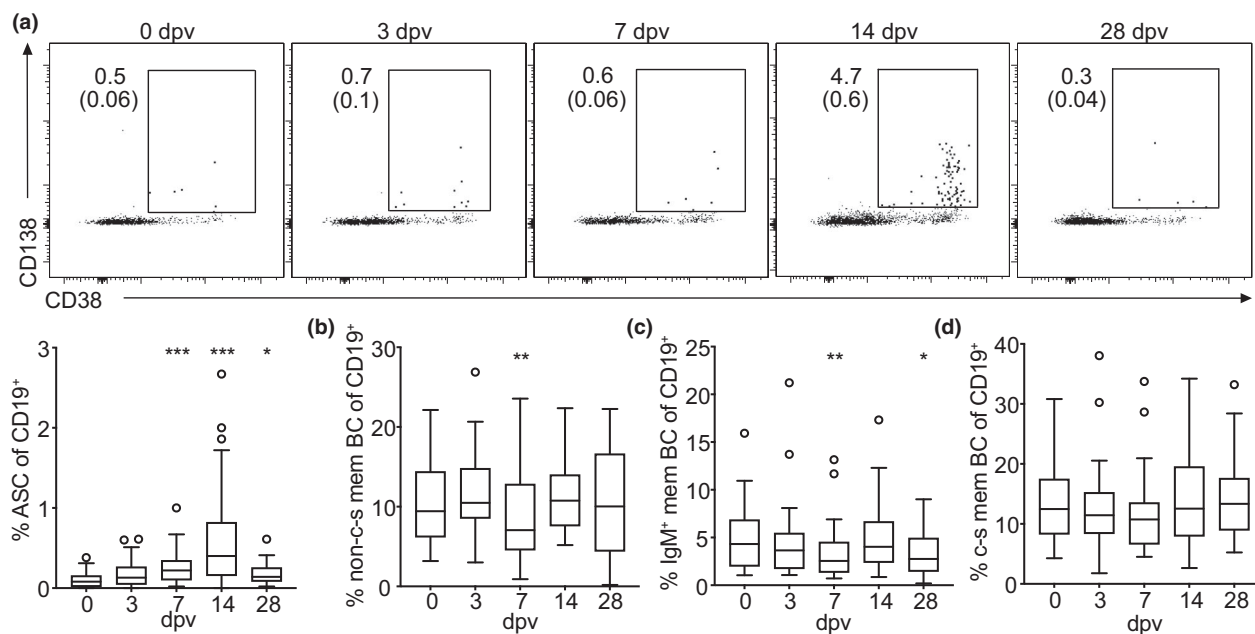 (a)
0 dpv 3 dpv 7 dpv 14 dpv 28 dpv
0.5 0.7 0.6 4.7 0.3
(0.06) (0.1) (0.06) (0.6) (0.04)
CD138
CD38
% ASC of CD19⁺
3
2
1
0
*** *** *
0 3 7 14 28
dpv
(b)
% non-c-s mem BC of CD19⁺
30
20
10
0
**
0 3 7 14 28
dpv
(c)
% IgM⁺ mem BC of CD19⁺
25
20
15
10
5
0
** *
0 3 7 14 28
dpv
(d)
% c-s mem BC of CD19⁺
40
30
20
10
0
0 3 7 14 28
dpv